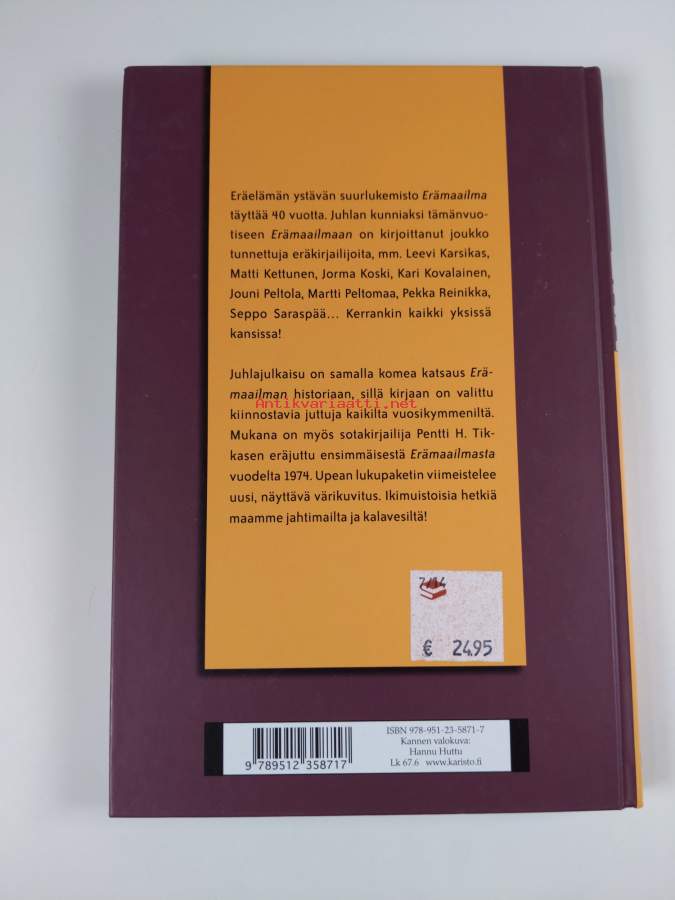 Eräelämän ystävän suurlukemisto Erämaailma
täyttää 40 vuotta. Juhlan kunniaksi tämänvuo-
tiseen Erämaailmaan on kirjoittanut joukko
tunnettuja eräkirjailijoita, mm. Leevi Karsikas,
Matti Kettunen, Jorma Koski, Kari Kovalainen,
Jouni Peltola, Martti Peltomaa, Pekka Reinikka,
Seppo Saraspää... Kerrankin kaikki yksissä
kansissa!
Juhlajulkaisu on samalla komea katsaus Erä-
maailman historiaan, sillä kirjaan on valittu
Antikvariaatti.net
kiinnostavia juttuja kaikilta vuosikymmeniltä.
Mukana on myös sotakirjailija Pentti H. Tik-
kasen eräjuttu ensimmäisestä Erämaailmasta
vuodelta 1974. Upean lukupaketin viimeistelee
uusi, näyttävä värikuvitus. Ikimuistoisia hetkiä
maamme jahtimailta ja kalavesiltä!
7/14
€ 24.95
ISBN 978-951-23-5871-7
Kannen valokuva:
Hannu Huttu
Lk 67.6 www.karisto.fi
9 789512 358717